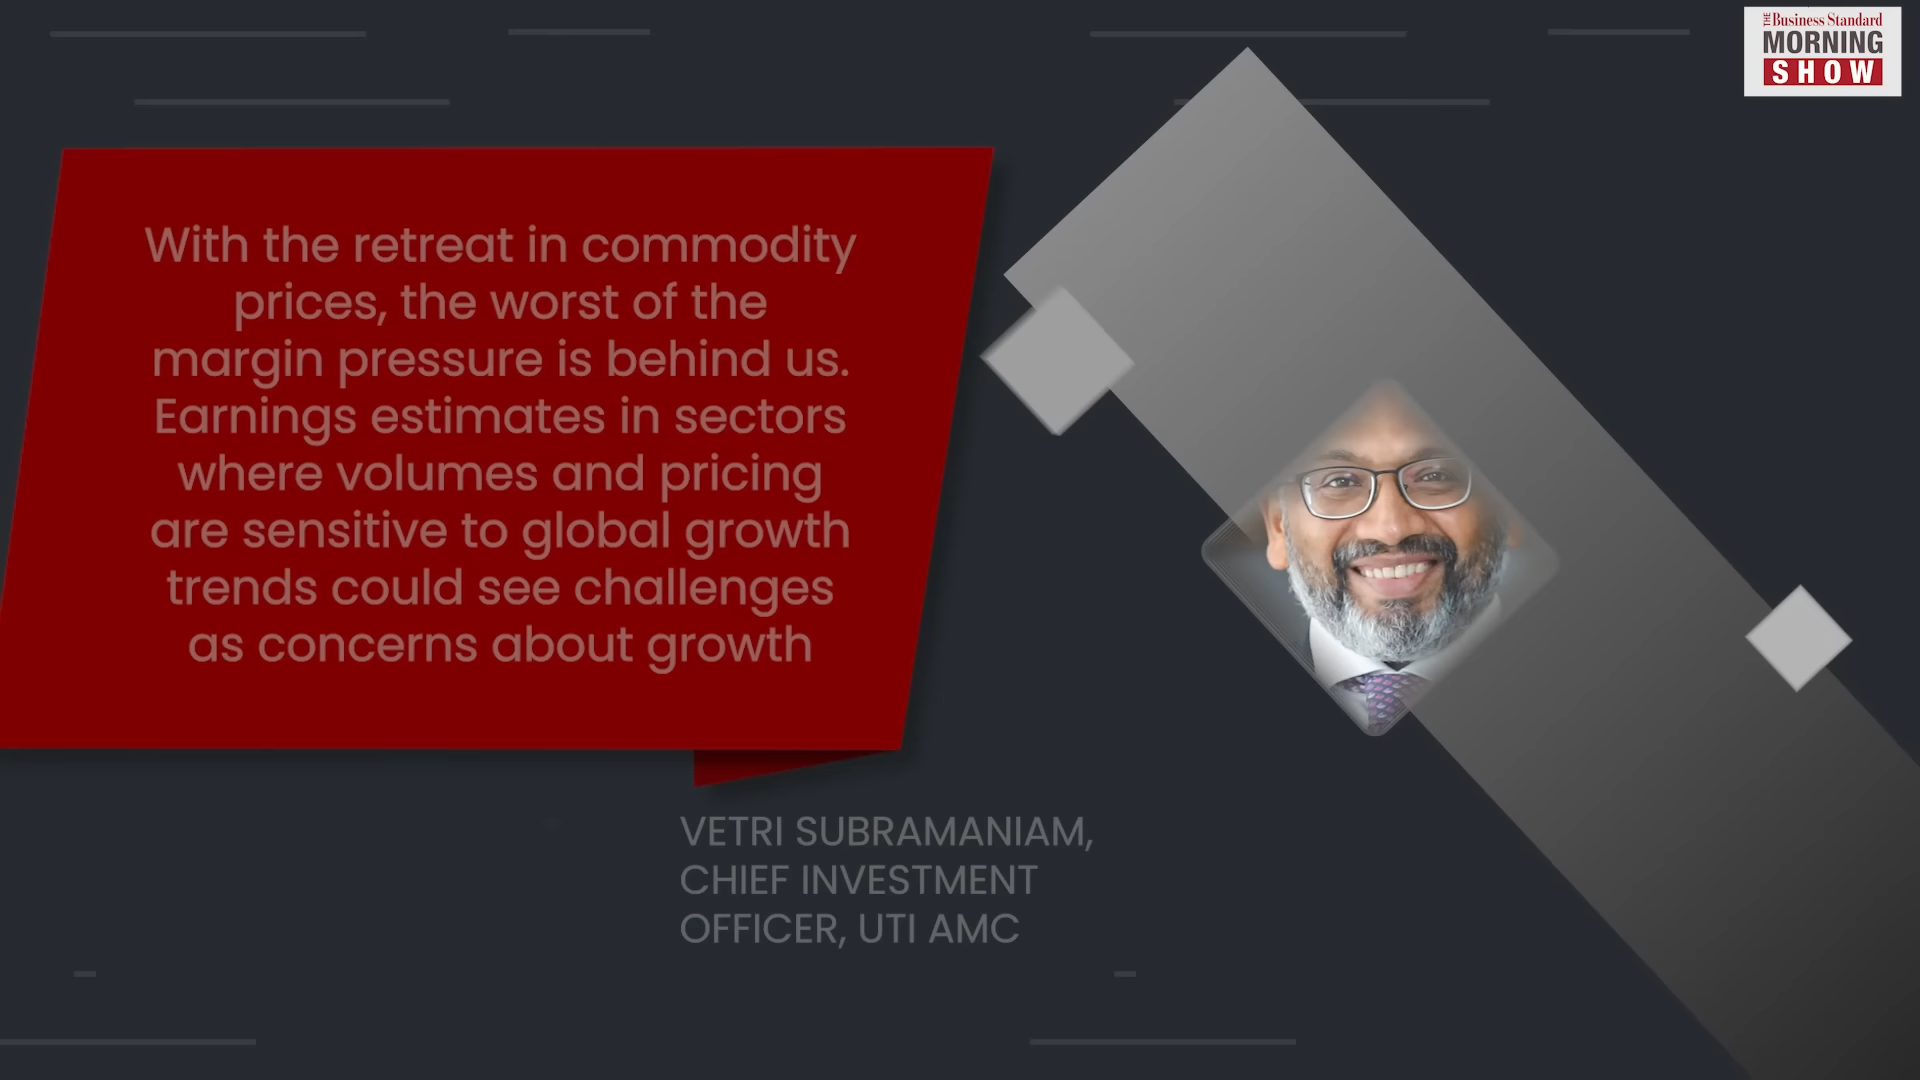 THE Business Standard
MORNING
SHOW
With the retreat in commodity
prices, the worst of the
margin pressure is behind us.
Earnings estimates in sectors
where volumes and pricing
are sensitive to global growth
trends could see challenges
as concerns about growth
VETRI SUBRAMANIAM,
CHIEF INVESTMENT
OFFICER, UTI AMC